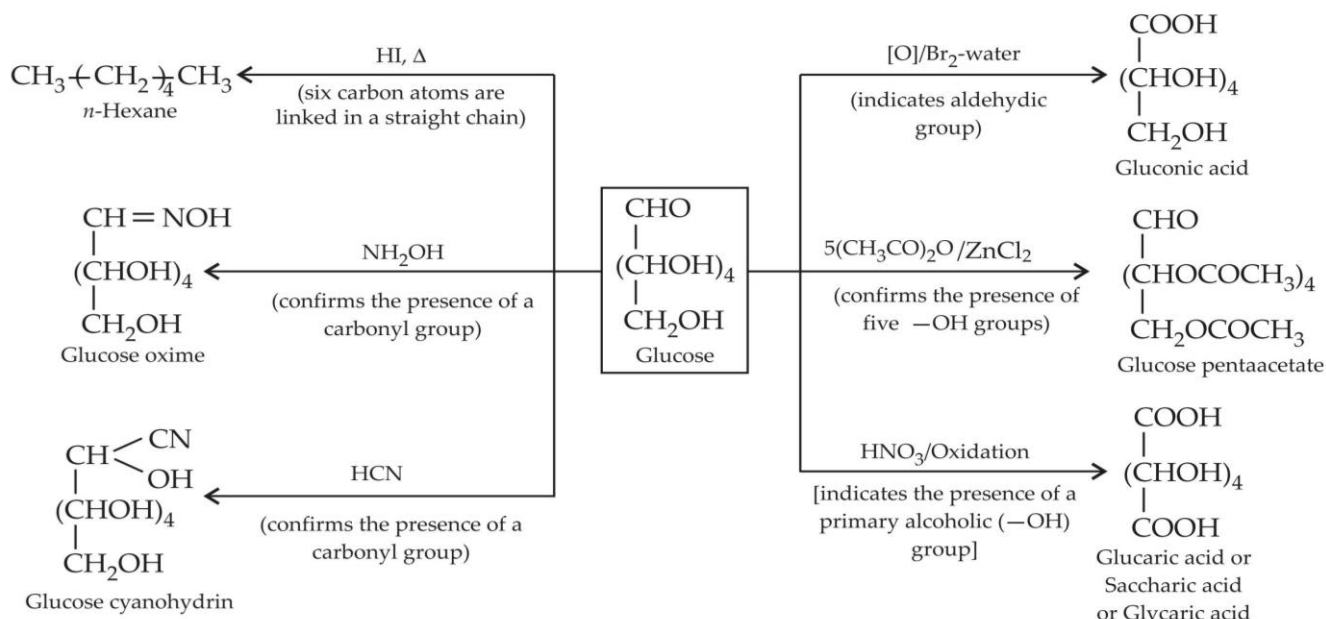 CH3-(-CH2-)-4CH3
n-Hexane
HI, Δ
(six carbon atoms are
linked in a straight chain)
CH=NOH
(CHOH)4
CH2OH
Glucose oxime
NH2OH
(confirms the presence of a
carbonyl group)
CH
CN
OH
(CHOH)4
CH2OH
Glucose cyanohydrin
HCN
(confirms the presence of a
carbonyl group)
CHO
(CHOH)4
CH2OH
Glucose
[O]/Br2-water
(indicates aldehydic
group)
COOH
(CHOH)4
CH2OH
Gluconic acid
5(CH3CO)2O/ZnCl2
(confirms the presence of
five —OH groups)
CHO
(CHOCOCH3)4
CH2OCOCH3
Glucose pentaacetate
HNO3/Oxidation
[indicates the presence of a
primary alcoholic (—OH)
group]
COOH
(CHOH)4
COOH
Glucaric acid or
Saccharic acid
or Glycaric acid